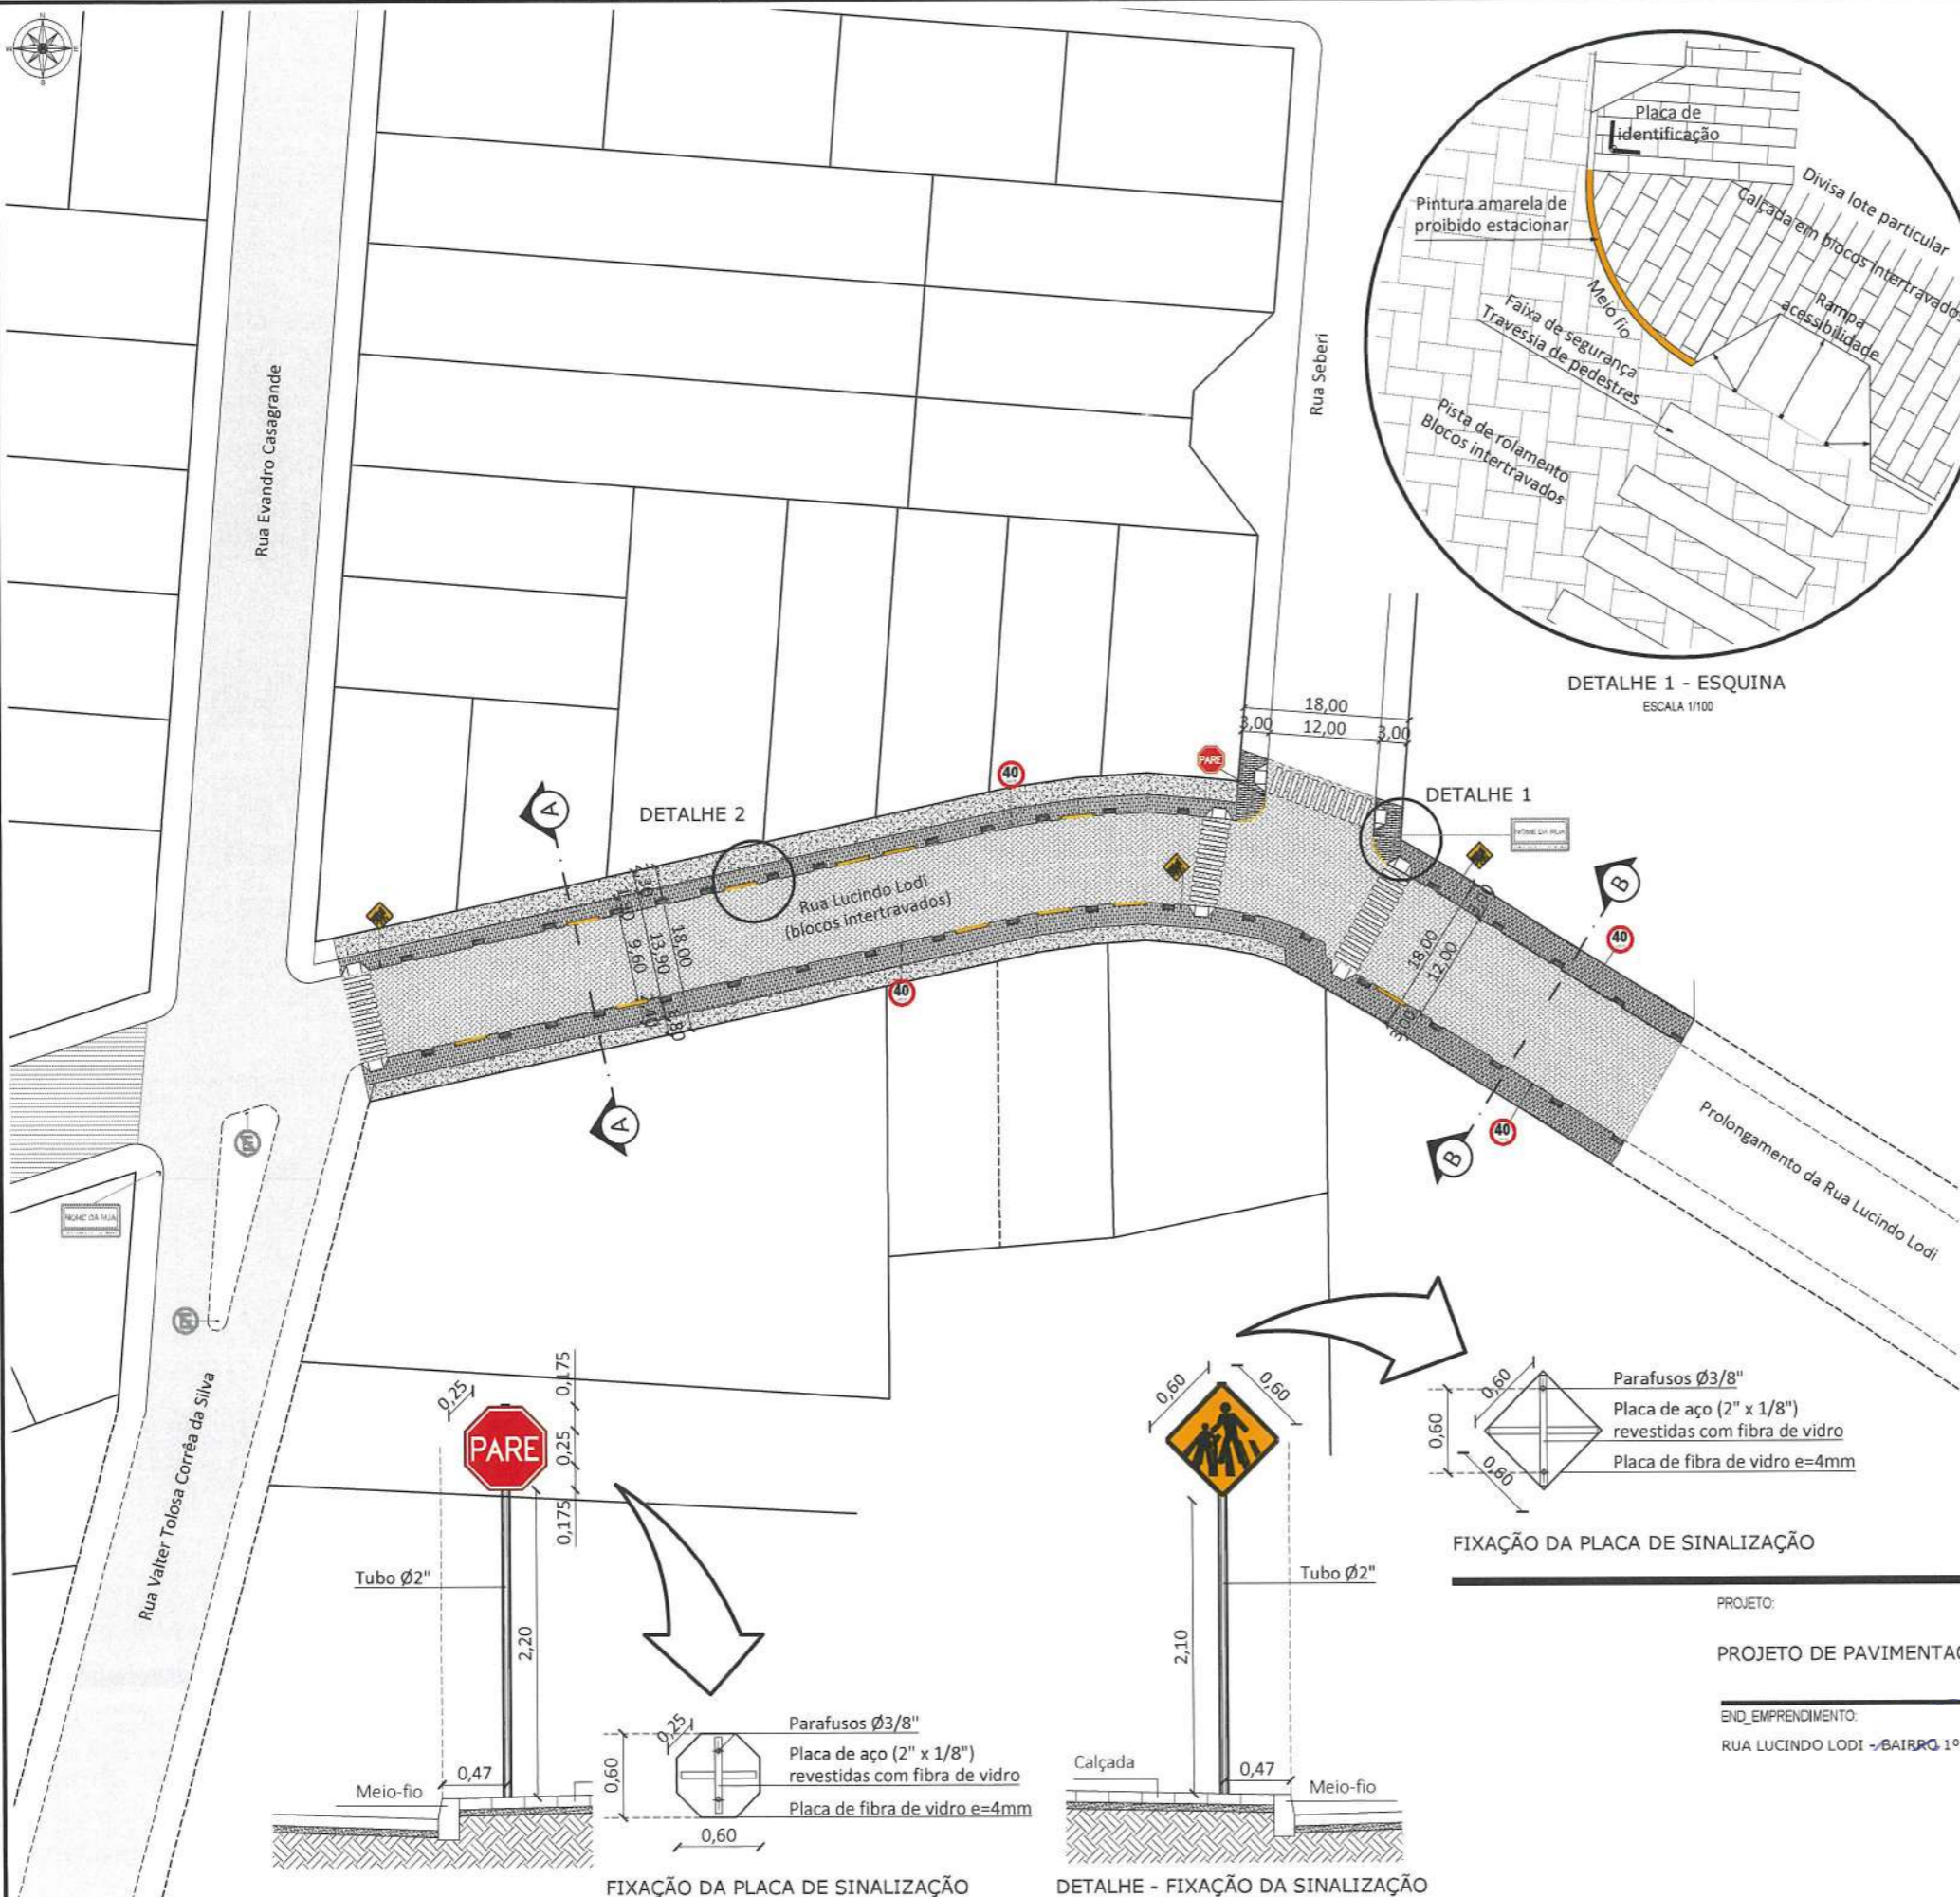 N
Rua Evandro Casagrande
Rua Seberi
Placa de
identificação
Pintura amarela de
proibido estacionar
Divisa lote particular
Calçada em blocos intertravados
Rampa
acessibilidade
Meio fio
Faixa de segurança
Travessia de pedestres
Pista de rolamento
Blocos intertravados
DETALHE 1 - ESQUINA
ESCALA 1/100
18,00
3,00
12,00
3,00
PARE
40
DETALHE 1
NOME DA RUA
A
DETALHE 2
Rua Lucindo Lodi
(blocos intertravados)
18,00
13,90
9,60
40
18,00
12,00
3,00
B
40
A
B
40
Prolongamento da Rua Lucindo Lodi
NOME DA RUA
Rua Valter Tolosa Corrêa da Silva
0,25
0,175
PARE
0,25
0,175
Tubo Ø2"
2,20
Meio-fio
0,47
0,25
0,60
0,60
Parafusos Ø3/8"
Placa de aço (2" x 1/8")
revestidas com fibra de vidro
Placa de fibra de vidro e=4mm
FIXAÇÃO DA PLACA DE SINALIZAÇÃO
0,60
0,60
Tubo Ø2"
2,10
Calçada
0,47
Meio-fio
DETALHE - FIXAÇÃO DA SINALIZAÇÃO
0,60
0,60
0,60
Parafusos Ø3/8"
Placa de aço (2" x 1/8")
revestidas com fibra de vidro
Placa de fibra de vidro e=4mm
FIXAÇÃO DA PLACA DE SINALIZAÇÃO
PROJETO:
PROJETO DE PAVIMENTAÇ
END_EMPRENDIMENTO:
RUA LUCINDO LODI - BAIRRO 1º